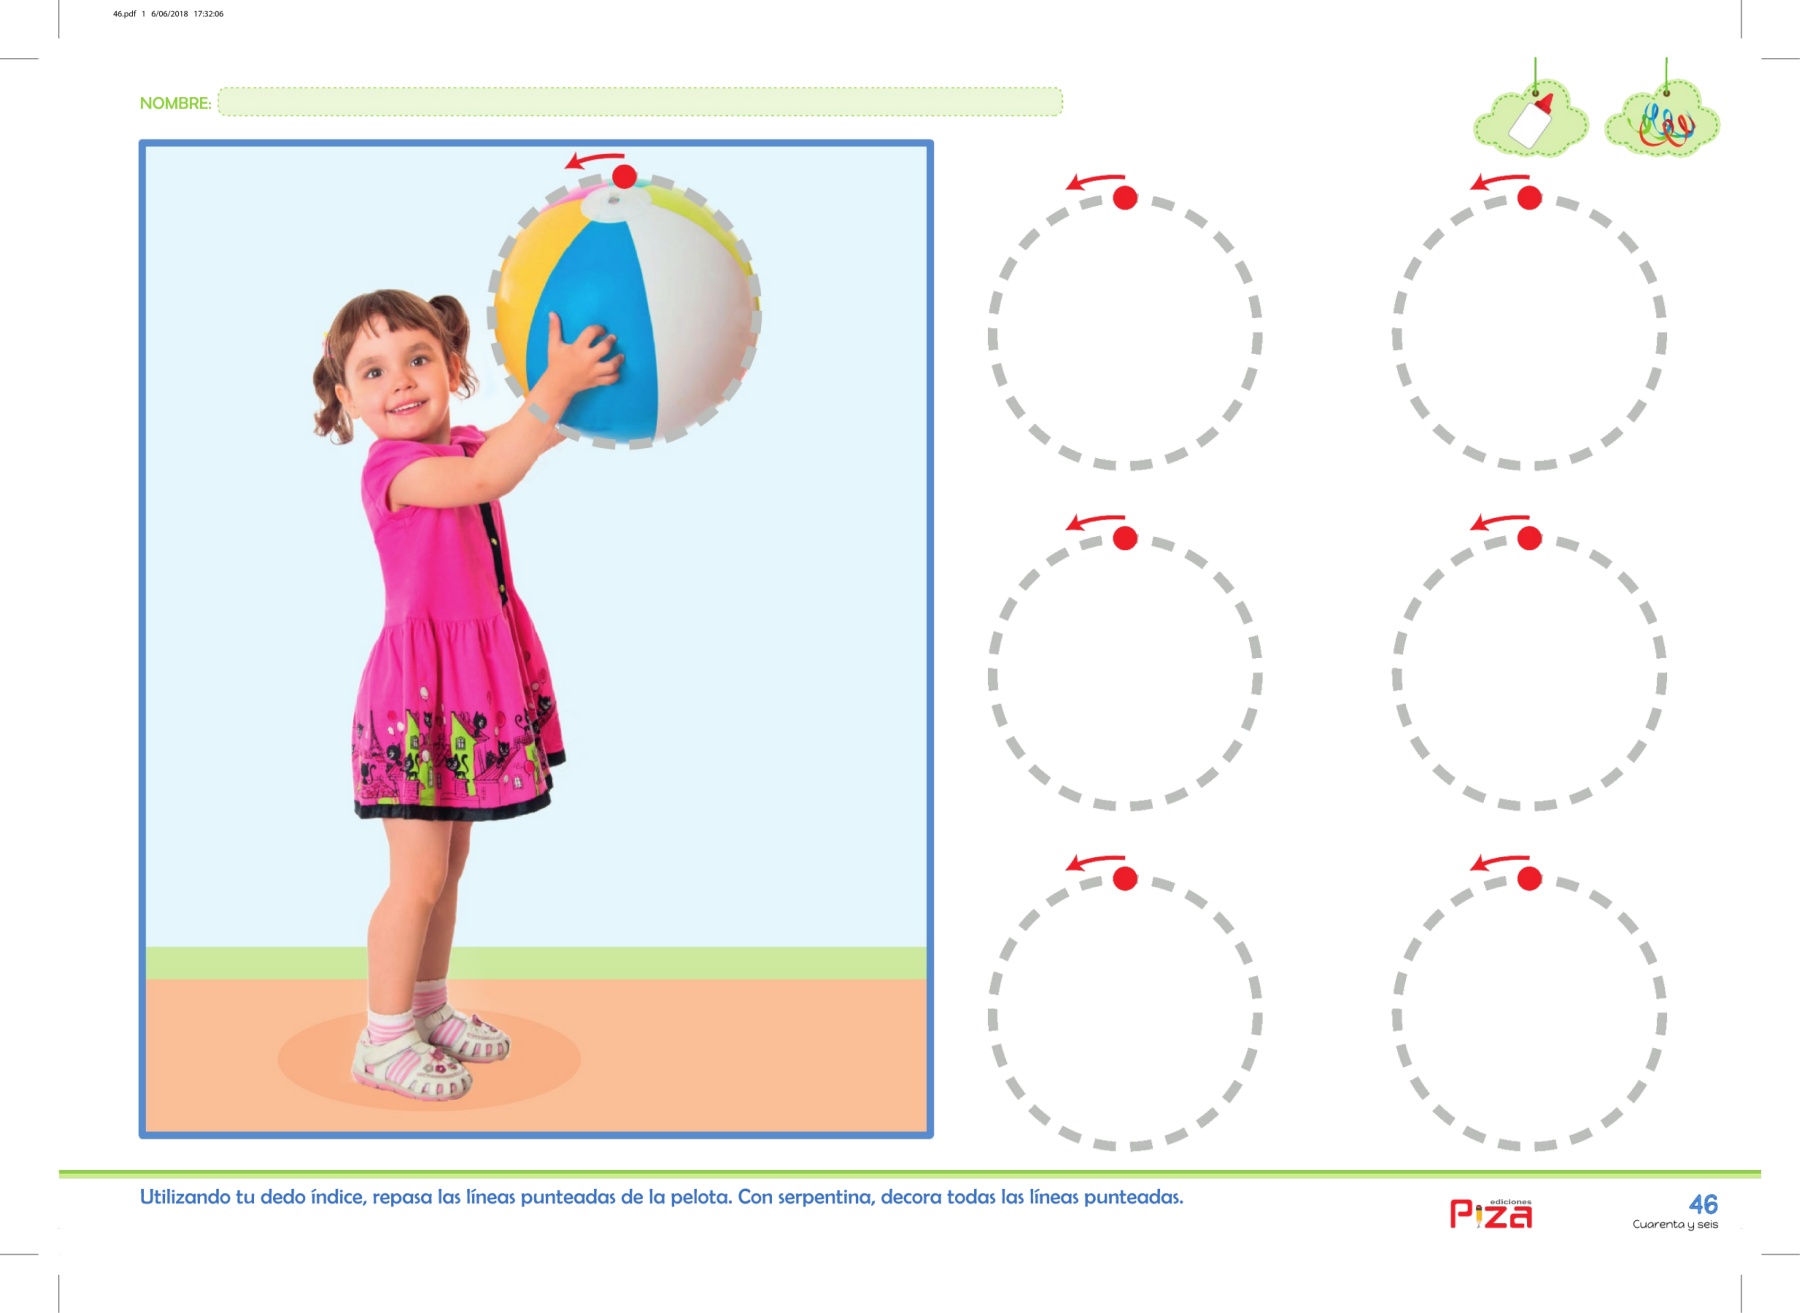 46.pdf 1 6/06/2018 17:32:06
NOMBRE:
Utilizando tu dedo índice, repasa las líneas punteadas de la pelota. Con serpentina, decora todas las líneas punteadas.
ediciones
Piza
46
Cuarenta y seis